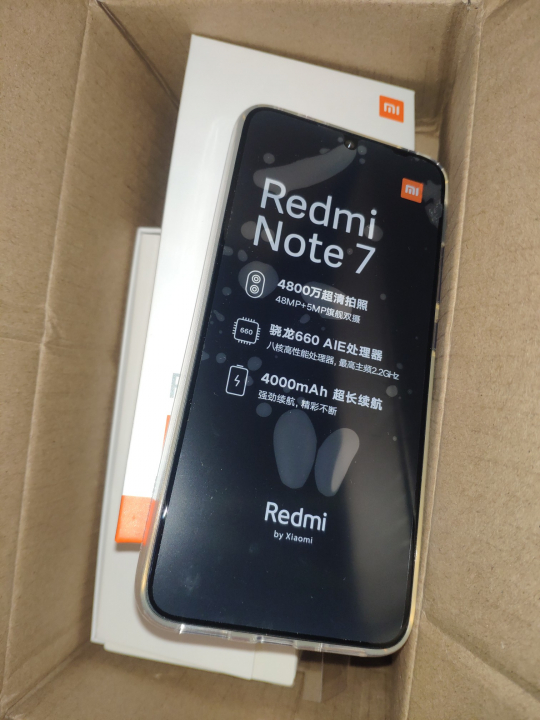 mi
mi
Redmi
Note 7
4800万超清拍照
48MP+5MP旗舰双摄
660
骁龙660 AIE处理器
八核高性能处理器, 最高主频2.2GHz
4000mAh 超长续航
强劲续航, 精彩不断
Redmi
by Xiaomi